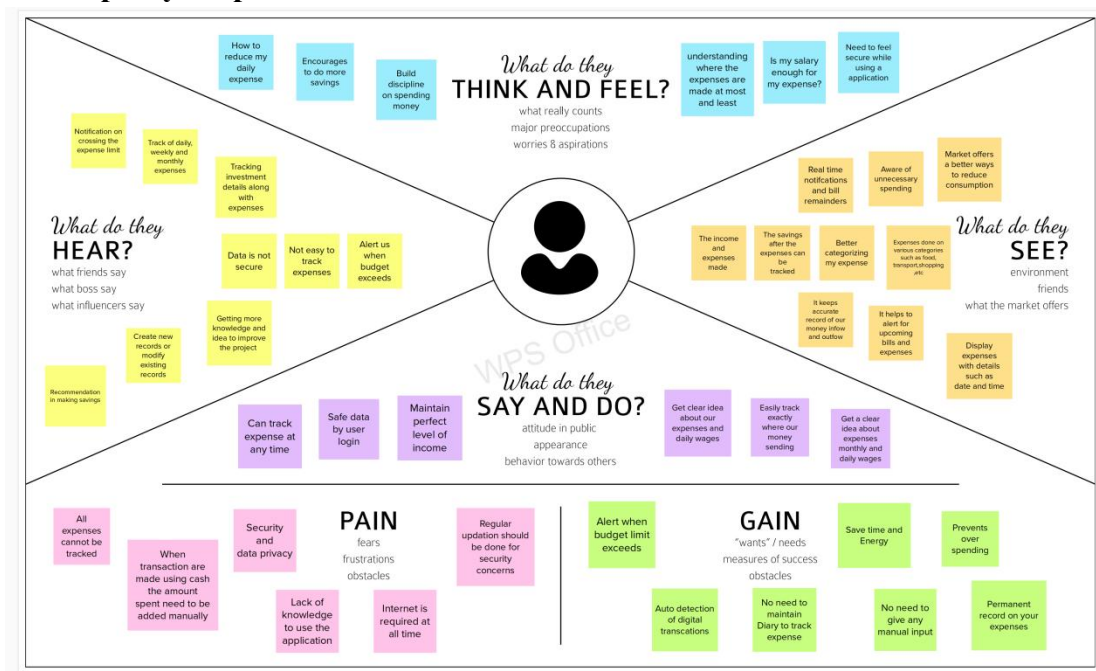 How to
reduce my
daily
expense
Encourages
to do more
savings
Build
discipline
on spending
money
What do they
THINK AND FEEL?
what really counts
major preoccupations
worries & aspirations
understanding
where the
expenses are
made at most
and least
Is my salary
enough for
my expense?
Need to feel
secure while
using a
application
Notification on
crossing the
expense limit
Track of daily,
weekly and
monthly
expenses
Tracking
investment
details along
with
expenses
What do they
HEAR?
what friends say
what boss say
what influencers say
Data is not
secure
Not easy to
track
expenses
Alert us
when
budget
exceeds
Getting more
knowledge and
idea to improve
the project
Create new
records or
modify
existing
records
Recommendation
in making savings
Real time
notifcations
and bill
remainders
Aware of
unnecessary
spending
Market offers
a better ways
to reduce
consumption
The income
and
expenses
made
The savings
after the
expenses can
be
tracked
Better
categorizing
my expense
Expenses done on
various categories
such as food,
transport,shopping
,etc
What do they
SEE?
environment
friends
what the market offers
It keeps
accurate
record of our
money infow
and outfow
It helps to
alert for
upcoming
bills and
expenses
Display
expenses
with details
such as
date and time
WPS Office
What do they
SAY AND DO?
attitude in public
appearance
behavior towards others
Can track
expense at
any time
Safe data
by user
login
Maintain
perfect
level of
income
Get clear idea
about our
expenses and
daily wages
Easily track
exactly
where our
money
sending
Get a clear
idea about
expenses
monthly and
daily wages
PAIN
fears
frustrations
obstacles
All
expenses
cannot be
tracked
When
transaction are
made using cash
the amount
spent need to be
added manually
Security
and
data privacy
Lack of
knowledge
to use the
application
Internet is
required at
all time
Regular
updation should
be done for
security
concerns
GAIN
"wants" / needs
measures of success
obstacles
Alert when
budget limit
exceeds
Save time and
Energy
Prevents
over
spending
Auto detection
of digital
transcations
No need to
maintain
Diary to track
expense
No need to
give any
manual input
Permanent
record on your
expenses